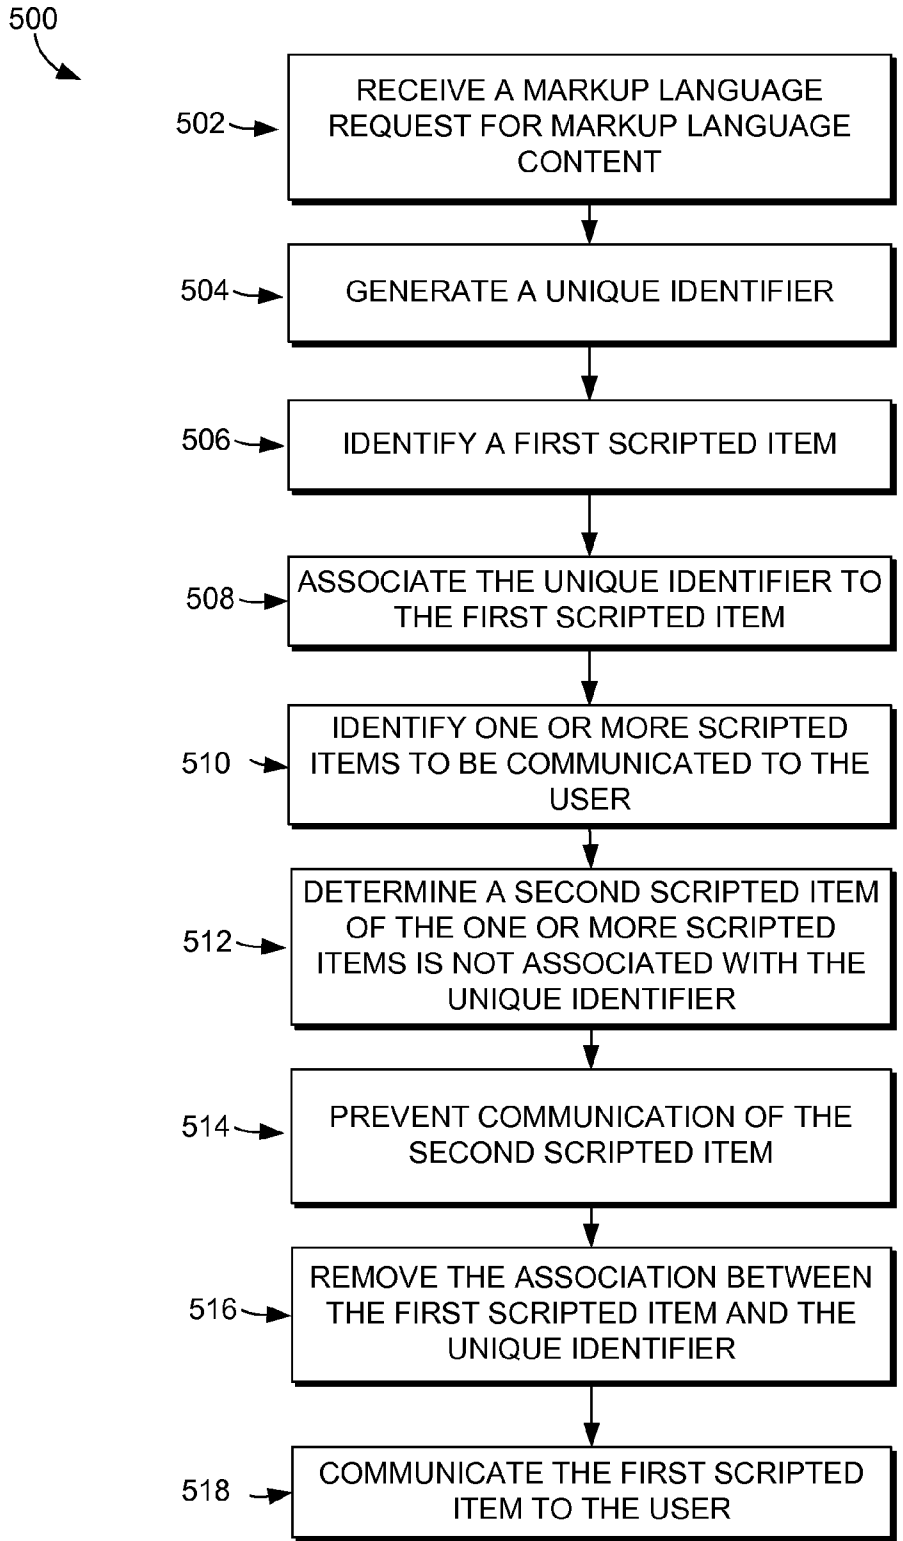 500
502
RECEIVE A MARKUP LANGUAGE
REQUEST FOR MARKUP LANGUAGE
CONTENT
504
GENERATE A UNIQUE IDENTIFIER
506
IDENTIFY A FIRST SCRIPTED ITEM
508
ASSOCIATE THE UNIQUE IDENTIFIER TO
THE FIRST SCRIPTED ITEM
510
IDENTIFY ONE OR MORE SCRIPTED
ITEMS TO BE COMMUNICATED TO THE
USER
512
DETERMINE A SECOND SCRIPTED ITEM
OF THE ONE OR MORE SCRIPTED
ITEMS IS NOT ASSOCIATED WITH THE
UNIQUE IDENTIFIER
514
PREVENT COMMUNICATION OF THE
SECOND SCRIPTED ITEM
516
REMOVE THE ASSOCIATION BETWEEN
THE FIRST SCRIPTED ITEM AND THE
UNIQUE IDENTIFIER
518
COMMUNICATE THE FIRST SCRIPTED
ITEM TO THE USER